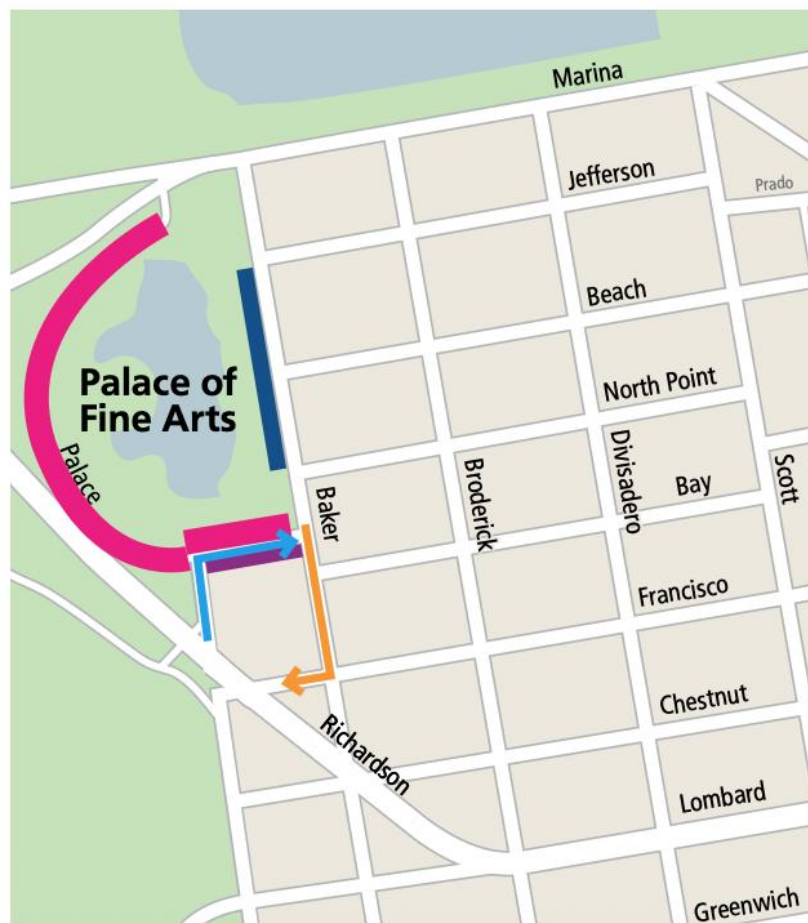 Marina
Jefferson
Prado
Beach
Palace of
Fine Arts
North Point
Palace
Baker
Broderick
Divisadero
Bay
Scott
Francisco
Chestnut
Richardson
Lombard
Greenwich